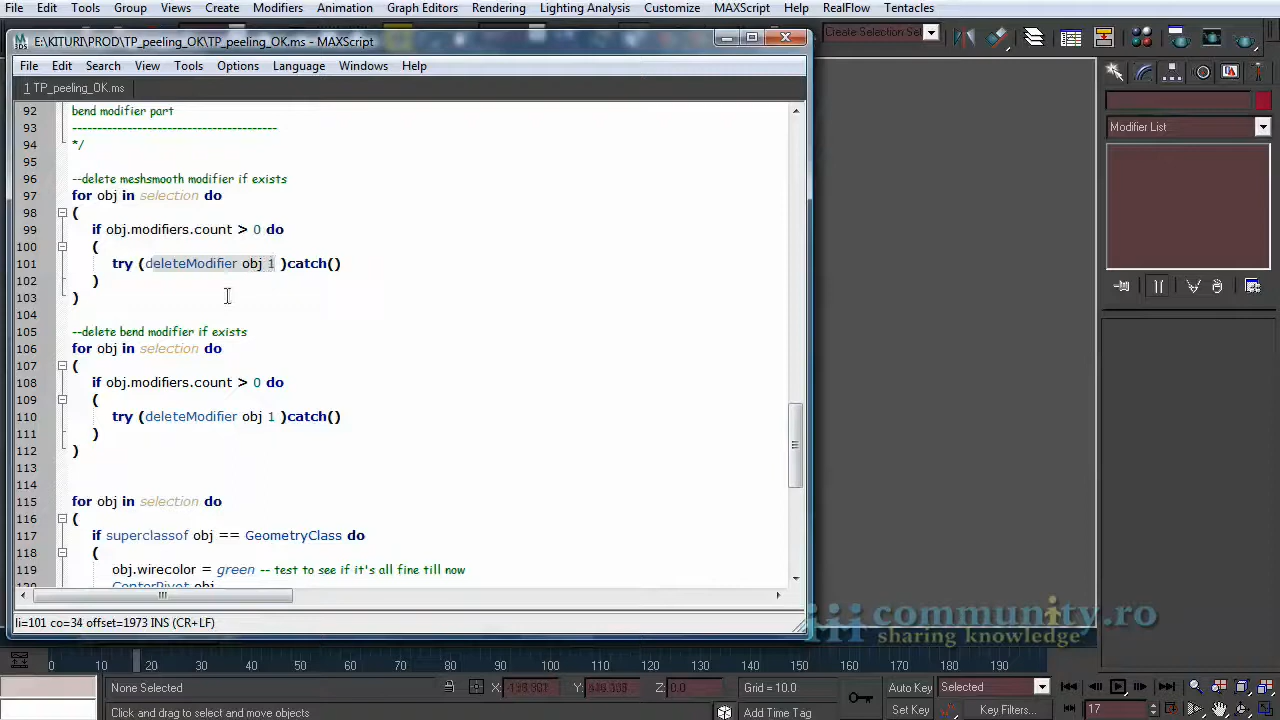 File Edit Tools Group Views Create Modifiers Animation Graph Editors Rendering Lighting Analysis Customize MAXScript Help RealFlow Tentacles
E:\KITURI\PROD\TP_peeling_OK\TP_peeling_OK.ms - MAXScript
Create Selection Set
File Edit Search View Tools Options Language Windows Help
1 TP_peeling_OK.ms
Modifier List
92 bend modifier part
93 -----------------------------------------
94 */
95
96 --delete meshsmooth modifier if exists
97 for obj in selection do
98 (
99 if obj.modifiers.count > 0 do
100 (
101 try (deleteModifier obj 1 )catch()
102 )
103 )
104
105 --delete bend modifier if exists
106 for obj in selection do
107 (
108 if obj.modifiers.count > 0 do
109 (
110 try (deleteModifier obj 1 )catch()
111 )
112 )
113
114
115 for obj in selection do
116 (
117 if superclassof obj == GeometryClass do
118 (
119 obj.wirecolor = green -- test to see if it's all fine till now
CenterPivot obj
li=101 co=34 offset=1973 INS (CR+LF)
community.ro
sharing knowledge
0 10 20 30 40 50 60 70 80 90 100 110 120 130 140 150 160 170 180 190
None Selected X: Y: Z: 0.0 Grid = 10.0 Auto Key Selected
Click and drag to select and move objects Add Time Tag Set Key Key Filters... 17